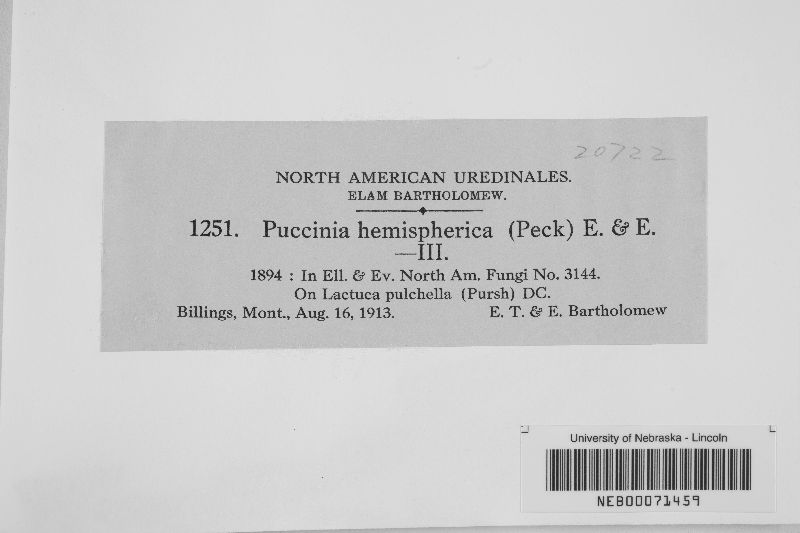 20722
NORTH AMERICAN UREDINALES.
ELAM BARTHOLOMEW.
1251. Puccinia hemispherica (Peck) E. & E.
—III.
1894 : In Ell. & Ev. North Am. Fungi No. 3144.
On Lactuca pulchella (Pursh) DC.
Billings, Mont., Aug. 16, 1913. E. T. & E. Bartholomew
University of Nebraska - Lincoln
NEB00071459